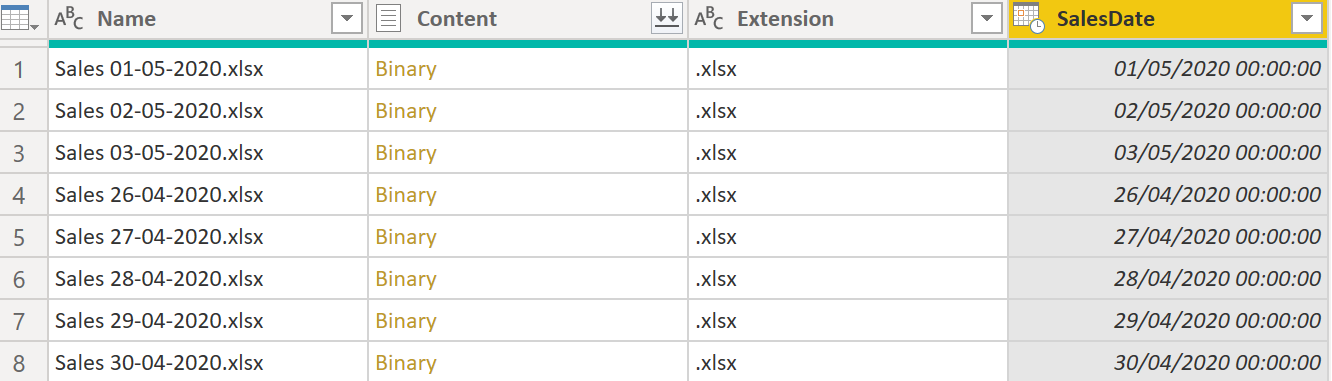 ABC Name Content ABC Extension SalesDate
1 Sales 01-05-2020.xlsx Binary .xlsx 01/05/2020 00:00:00
2 Sales 02-05-2020.xlsx Binary .xlsx 02/05/2020 00:00:00
3 Sales 03-05-2020.xlsx Binary .xlsx 03/05/2020 00:00:00
4 Sales 26-04-2020.xlsx Binary .xlsx 26/04/2020 00:00:00
5 Sales 27-04-2020.xlsx Binary .xlsx 27/04/2020 00:00:00
6 Sales 28-04-2020.xlsx Binary .xlsx 28/04/2020 00:00:00
7 Sales 29-04-2020.xlsx Binary .xlsx 29/04/2020 00:00:00
8 Sales 30-04-2020.xlsx Binary .xlsx 30/04/2020 00:00:00